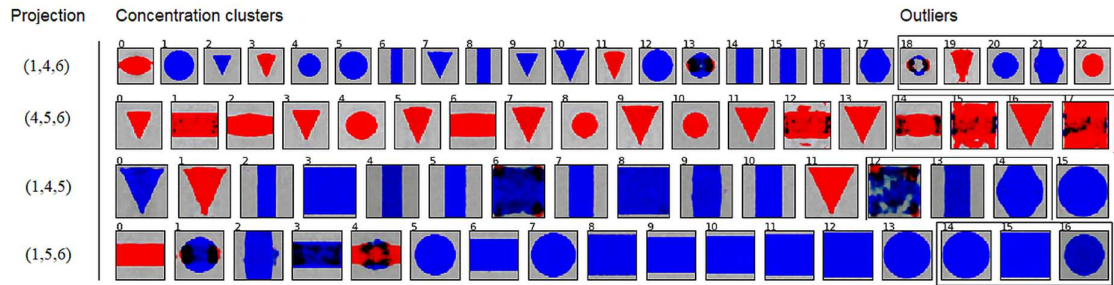 Projection Concentration clusters Outliers
0 1 2 3 4 5 6 7 8 9 10 11 12 13 14 15 16 17 18 19 20 21 22
(1,4,6)
0 1 2 3 4 5 6 7 8 9 10 11 12 13 14 15 16 17
(4,5,6)
0 1 2 3 4 5 6 7 8 9 10 11 12 13 14 15
(1,4,5)
0 1 2 3 4 5 6 7 8 9 10 11 12 13 14 15 16
(1,5,6)